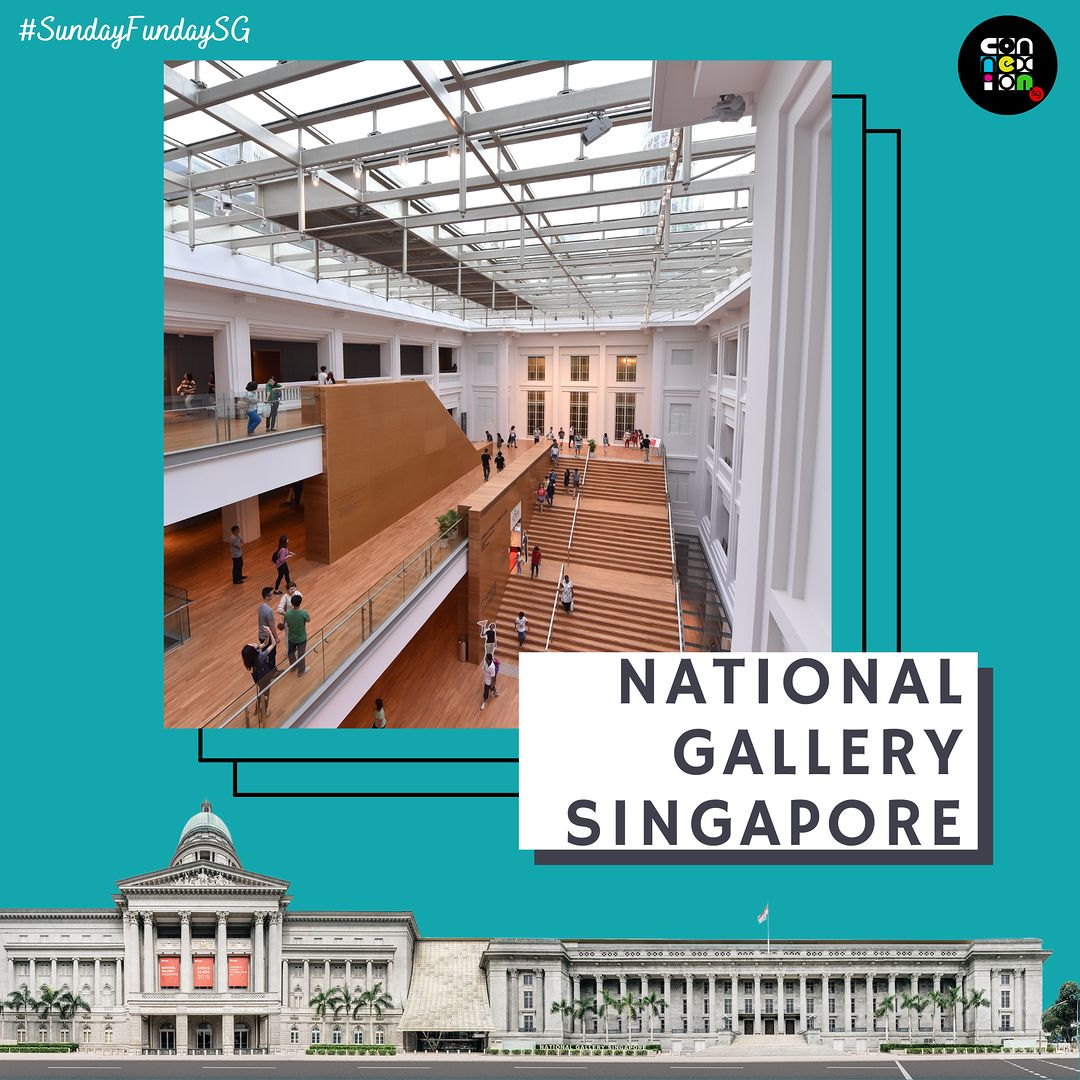 #SundayFundaySG
con
nex
ion
SG
NATIONAL
GALLERY
SINGAPORE
NATIONAL GALLERY SINGAPORE